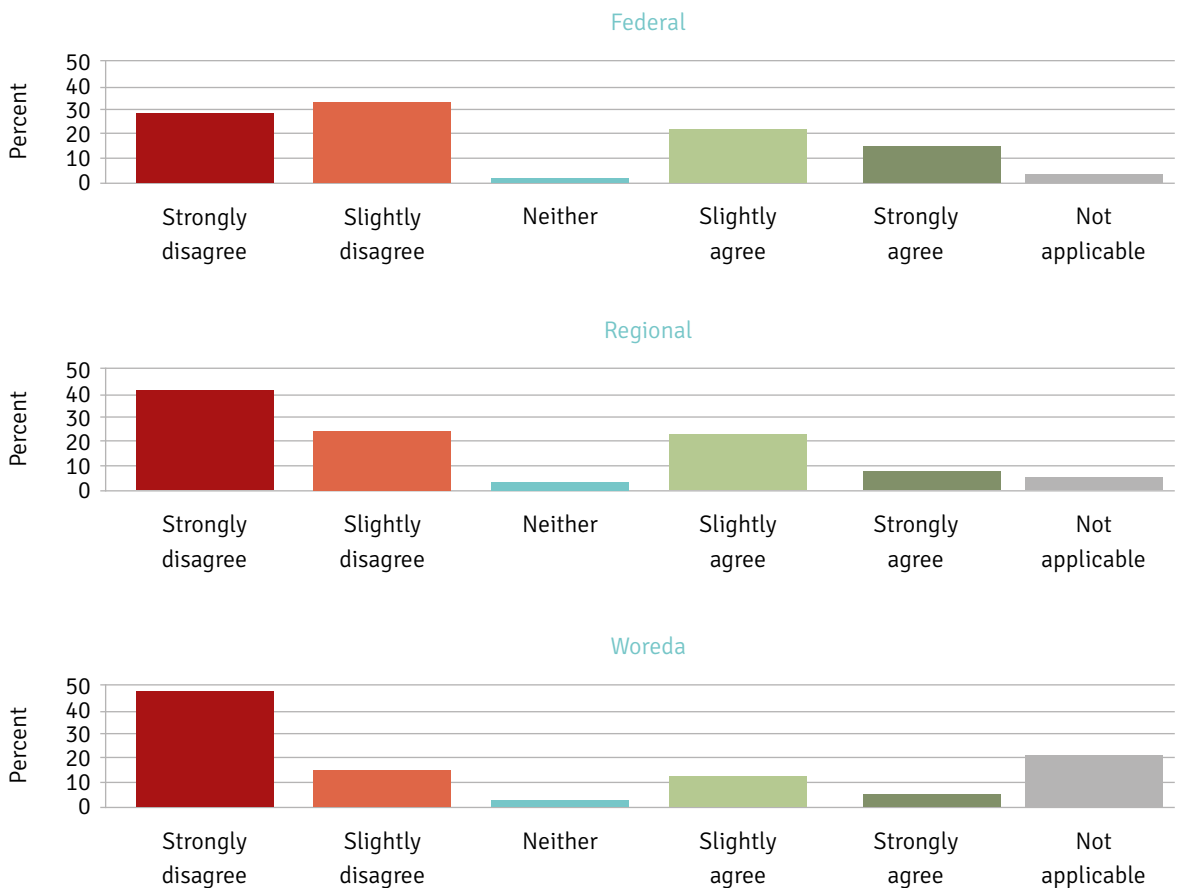 Federal
Percent
50
40
30
20
10
0
Strongly disagree
Slightly disagree
Neither
Slightly agree
Strongly agree
Not applicable
Regional
Percent
50
40
30
20
10
0
Strongly disagree
Slightly disagree
Neither
Slightly agree
Strongly agree
Not applicable
Woreda
Percent
50
40
30
20
10
0
Strongly disagree
Slightly disagree
Neither
Slightly agree
Strongly agree
Not applicable